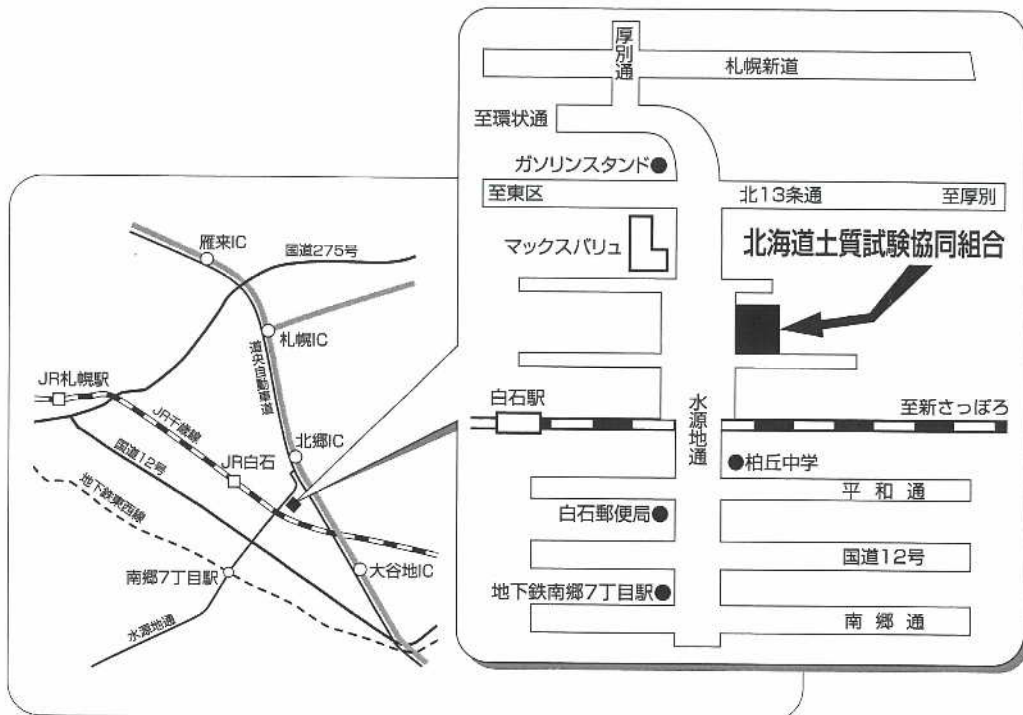 厚別通
札幌新道
至環状通
ガソリンスタンド
至東区
北13条通
至厚別
マックスバリュ
北海道土質試験協同組合
白石駅
水源地通
至新さっぽろ
柏丘中学
平和通
白石郵便局
国道12号
地下鉄南郷7丁目駅
南郷通
雁来IC
国道275号
札幌IC
道央自動車道
JR札幌駅
JR千歳線
北郷IC
国道12号
JR白石
地下鉄東西線
大谷地IC
南郷7丁目駅
水源地通